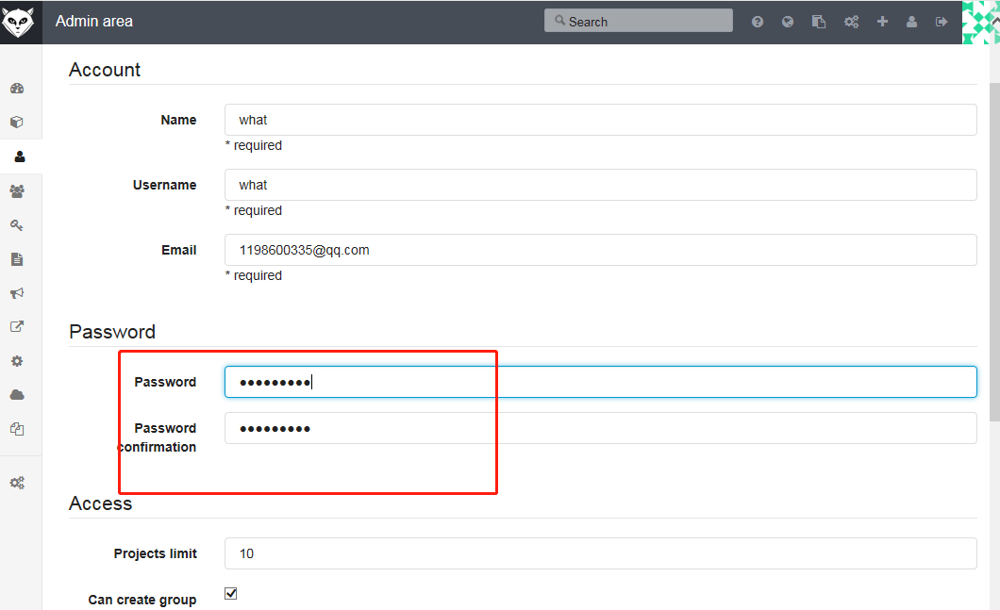 Admin area
Search
Account
Name
what
* required
Username
what
* required
Email
1198600335@qq.com
* required
Password
Password
●●●●●●●●●
Password
confirmation
●●●●●●●●●
Access
Projects limit
10
Can create group